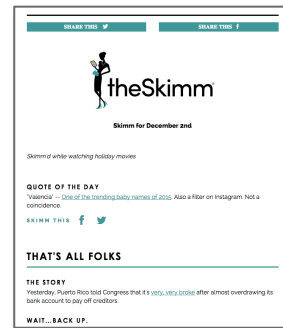 SHARE THIS
SHARE THIS
theSkimm
Skimm for December 2nd
Skimm'd while watching holiday movies
QUOTE OF THE DAY
"Valencia" -- One of the trending baby names of 2015. Also a filter on Instagram. Not a
coincidence.
SKIMM THIS
THAT'S ALL FOLKS
THE STORY
Yesterday, Puerto Rico told Congress that it's very, very broke after almost overdrawing its
bank account to pay off creditors.
WAIT...BACK UP.